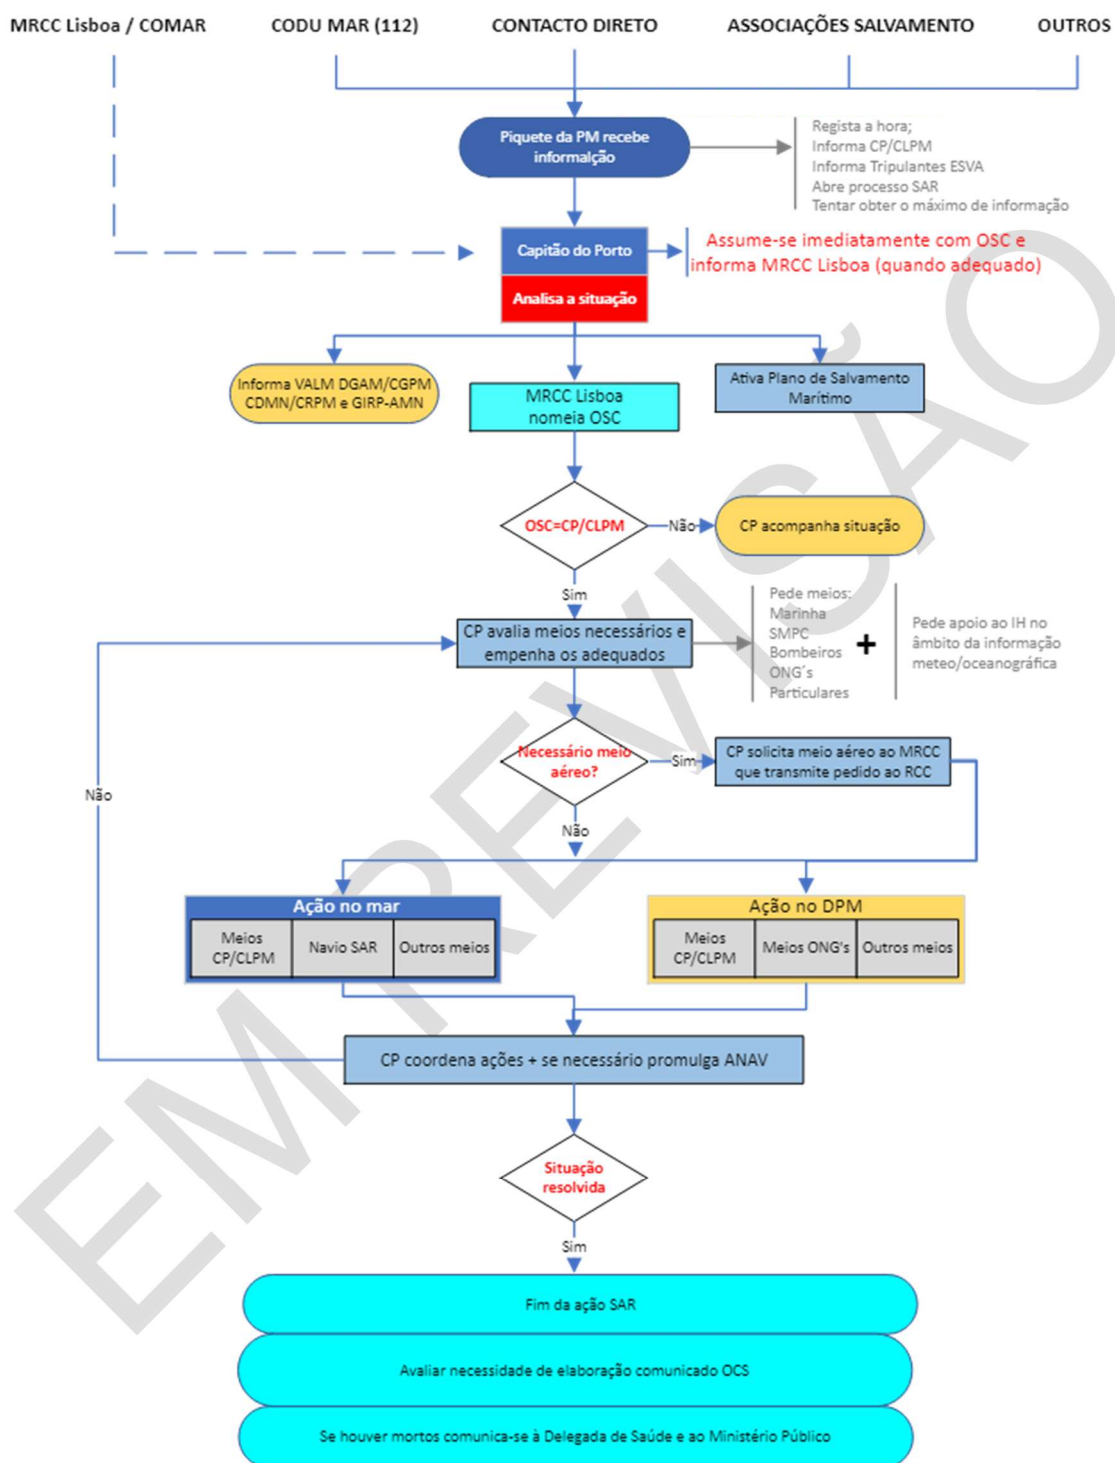 MRCC Lisboa / COMAR
CODU MAR (112)
CONTACTO DIRETO
ASSOCIAÇÕES SALVAMENTO
OUTROS
Piquete da PM recebe
informalção
Regista a hora;
Informa CP/CLPM
Informa Tripulantes ESVA
Abre processo SAR
Tentar obter o máximo de informação
Capitão do Porto
Assume-se imediatamente com OSC e
informa MRCC Lisboa (quando adequado)
Analisa a situação
Informa VALM DGAM/CGPM
CDMN/CRPM e GIRP-AMN
MRCC Lisboa
nomeia OSC
Ativa Plano de Salvamento
Marítimo
OSC=CP/CLPM
Não
CP acompanha situação
Sim
CP avalia meios necessários e
empenha os adequados
Pede meios:
Marinha
SMPC
Bombeiros
ONG´s
Particulares
+
Pede apoio ao IH no
âmbito da informação
meteo/oceanográfica
Necessário meio
aéreo?
Sim
CP solicita meio aéreo ao MRCC
que transmite pedido ao RCC
Não
Não
Ação no mar
Meios
CP/CLPM
Navio SAR
Outros meios
Ação no DPM
Meios
CP/CLPM
Meios ONG's
Outros meios
CP coordena ações + se necessário promulga ANAV
Situação
resolvida
Sim
Fim da ação SAR
Avaliar necessidade de elaboração comunicado OCS
Se houver mortos comunica-se à Delegada de Saúde e ao Ministério Público
EM REVISÃO